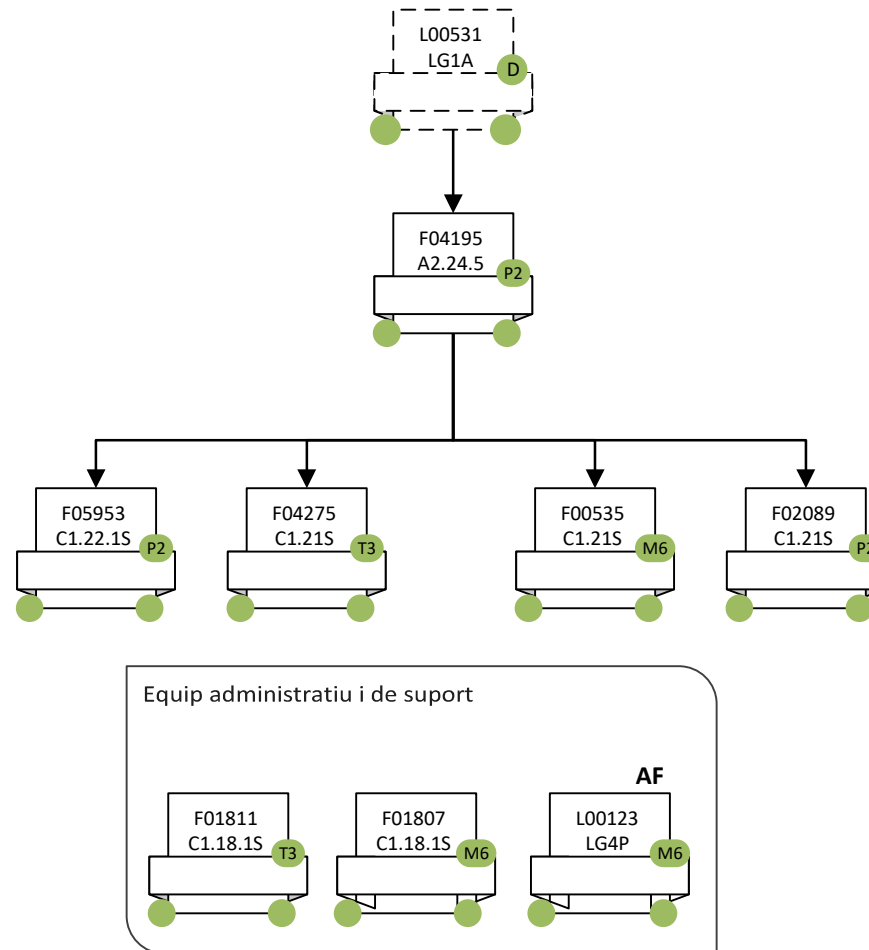 L00531
LG1A
D
F04195
A2.24.5
P2
F05953
C1.22.1S
P2
F04275
C1.21S
T3
F00535
C1.21S
M6
F02089
C1.21S
P2
Equip administratiu i de suport
F01811
C1.18.1S
T3
F01807
C1.18.1S
M6
AF
L00123
LG4P
M6